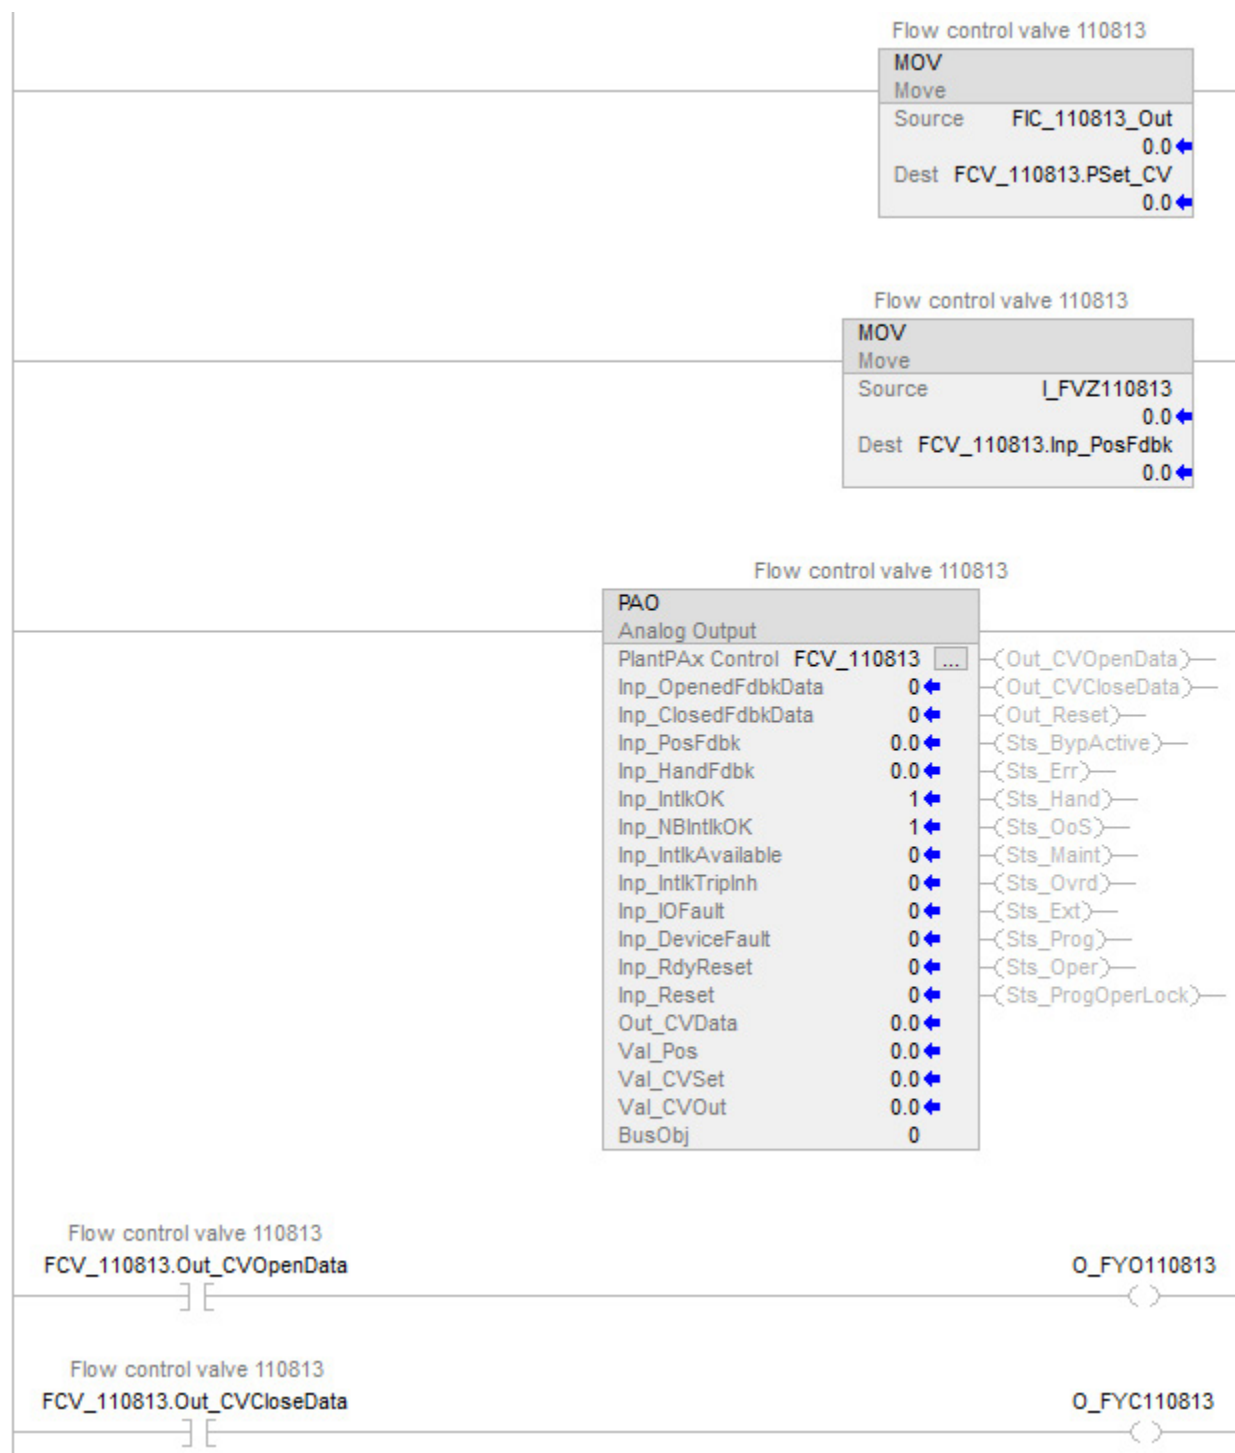 Flow control valve 110813
MOV
Move
Source FIC_110813_Out
0.0
Dest FCV_110813.PSet_CV
0.0
Flow control valve 110813
MOV
Move
Source I_FVZ110813
0.0
Dest FCV_110813.Inp_PosFdbk
0.0
Flow control valve 110813
PAO
Analog Output
PlantPAx Control FCV_110813 ... (Out_CVOpenData)
Inp_OpenedFdbkData 0 (Out_CVCloseData)
Inp_ClosedFdbkData 0 (Out_Reset)
Inp_PosFdbk 0.0 (Sts_BypActive)
Inp_HandFdbk 0.0 (Sts_Err)
Inp_IntlkOK 1 (Sts_Hand)
Inp_NBIntlkOK 1 (Sts_OoS)
Inp_IntlkAvailable 0 (Sts_Maint)
Inp_IntlkTripInh 0 (Sts_Ovrd)
Inp_IOFault 0 (Sts_Ext)
Inp_DeviceFault 0 (Sts_Prog)
Inp_RdyReset 0 (Sts_Oper)
Inp_Reset 0 (Sts_ProgOperLock)
Out_CVData 0.0
Val_Pos 0.0
Val_CVSet 0.0
Val_CVOut 0.0
BusObj 0
Flow control valve 110813
FCV_110813.Out_CVOpenData O_FYO110813
Flow control valve 110813
FCV_110813.Out_CVCloseData O_FYC110813